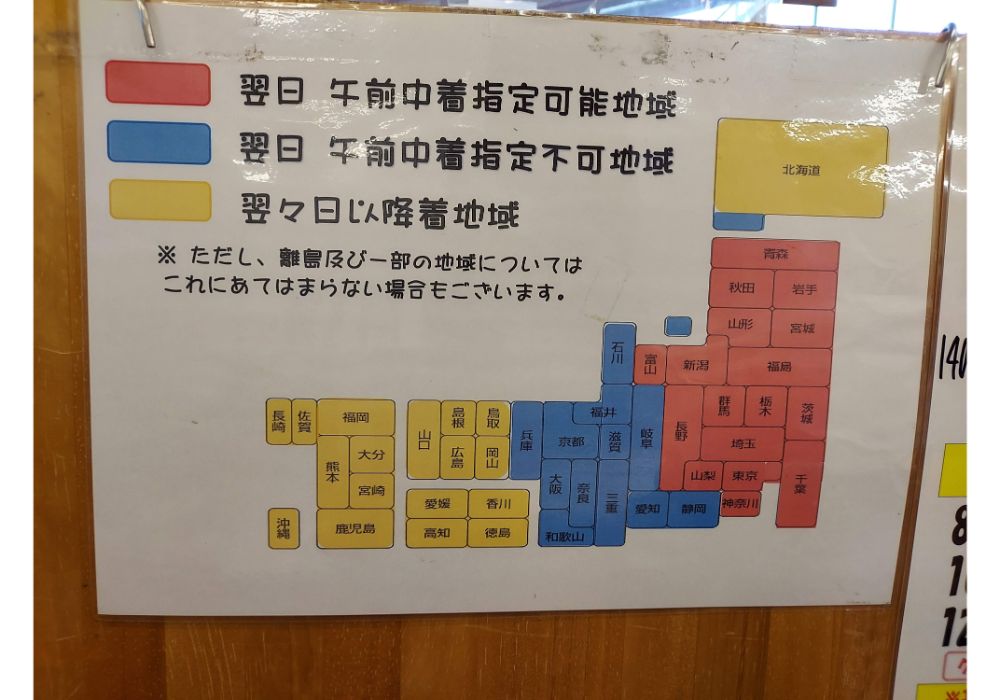 翌日 午前中着指定可能地域
翌日 午前中着指定不可地域
翌々日以降着地域
※ ただし、離島及び一部の地域については
これにあてはまらない場合もございます。
北海道
青森
秋田 岩手
山形 宮城
石川 富山 新潟 福島
群馬 栃木 茨城
長野 埼玉
山梨 東京 千葉
神奈川
長崎 佐賀 福岡
熊本 大分
宮崎
沖縄 鹿児島
山口 島根 鳥取
広島 岡山
愛媛 香川
高知 徳島
兵庫 京都 福井 滋賀 岐阜
大阪 奈良 三重 愛知 静岡
和歌山
140
8
1
12